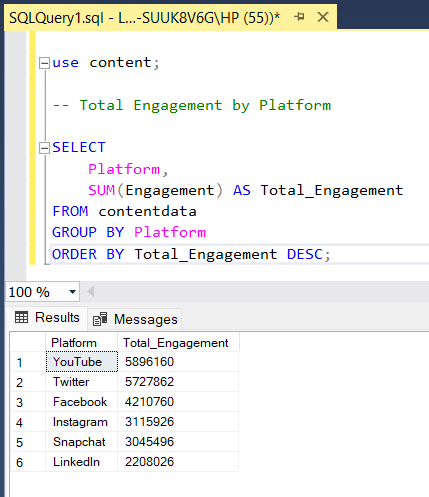 SQLQuery1.sql - L...-SUUK8V6G\HP (55))*
use content;
-- Total Engagement by Platform
SELECT
Platform,
SUM(Engagement) AS Total_Engagement
FROM contentdata
GROUP BY Platform
ORDER BY Total_Engagement DESC;
100 %
Results Messages
Platform Total_Engagement
1 YouTube 5896160
2 Twitter 5727862
3 Facebook 4210760
4 Instagram 3115926
5 Snapchat 3045496
6 LinkedIn 2208026